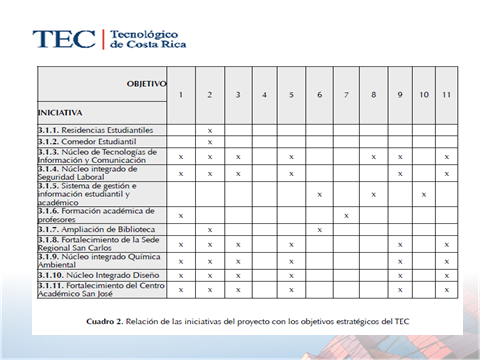 TEC | Tecnológico
de Costa Rica
OBJETIVO
1 2 3 4 5 6 7 8 9 10 11
INICIATIVA
3.1.1. Residencias Estudiantiles x
3.1.2. Comedor Estudiantil x
3.1.3. Núcleo de Tecnologías de
Información y Comunicación x x x x x x x
3.1.4. Núcleo integrado de
Seguridad Laboral x x x x x x
3.1.5. Sistema de gestión e
información estudiantil y
académico x x x
3.1.6. Formación académica de
profesores x x
3.1.7. Ampliación de Biblioteca x x
3.1.8. Fortalecimiento de la Sede
Regional San Carlos x x x x x x
3.1.9. Núcleo integrado Química
Ambiental x x x x x x
3.1.10. Núcleo Integrado Diseño x x x x x x
3.1.11. Fortalecimiento del Centro
Académico San José x x x x x x
Cuadro 2. Relación de las iniciativas del proyecto con los objetivos estratégicos del TEC